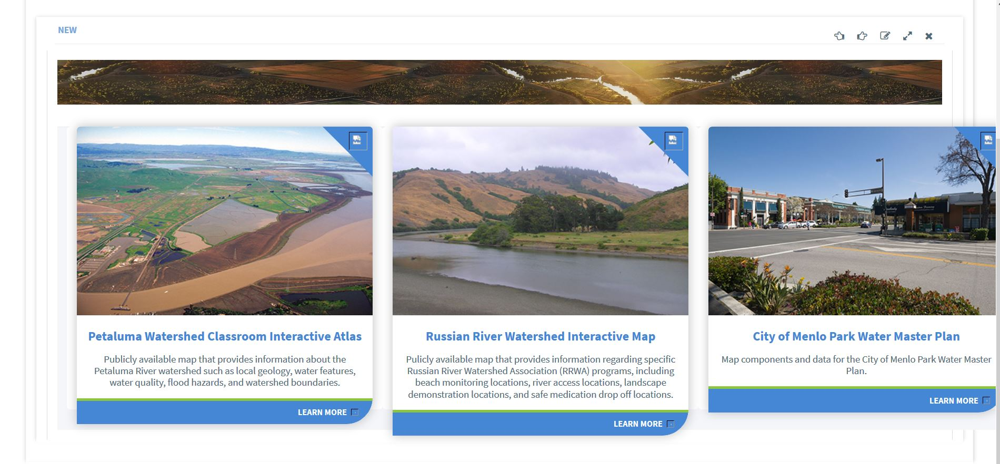 NEW
Petaluma Watershed Classroom Interactive Atlas
Publicly available map that provides information about the
Petaluma River watershed such as local geology, water features,
water quality, flood hazards, and watershed boundaries.
LEARN MORE
Russian River Watershed Interactive Map
Pulicly available map that provides information regarding specific
Russian River Watershed Association (RRWA) programs, including
beach monitoring locations, river access locations, landscape
demonstration locations, and safe medication drop off locations.
LEARN MORE
City of Menlo Park Water Master Plan
Map components and data for the City of Menlo Park Water Master
Plan.
LEARN MORE